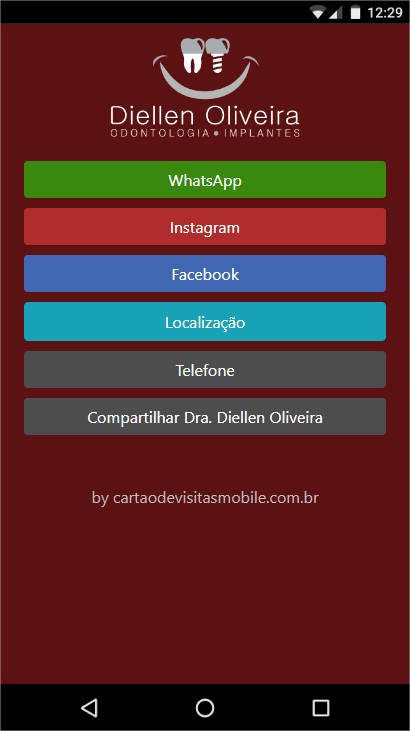 12:29
Diellen Oliveira
ODONTOLOGIA • IMPLANTES
WhatsApp
Instagram
Facebook
Localização
Telefone
Compartilhar Dra. Diellen Oliveira
by cartaodevisitasmobile.com.br